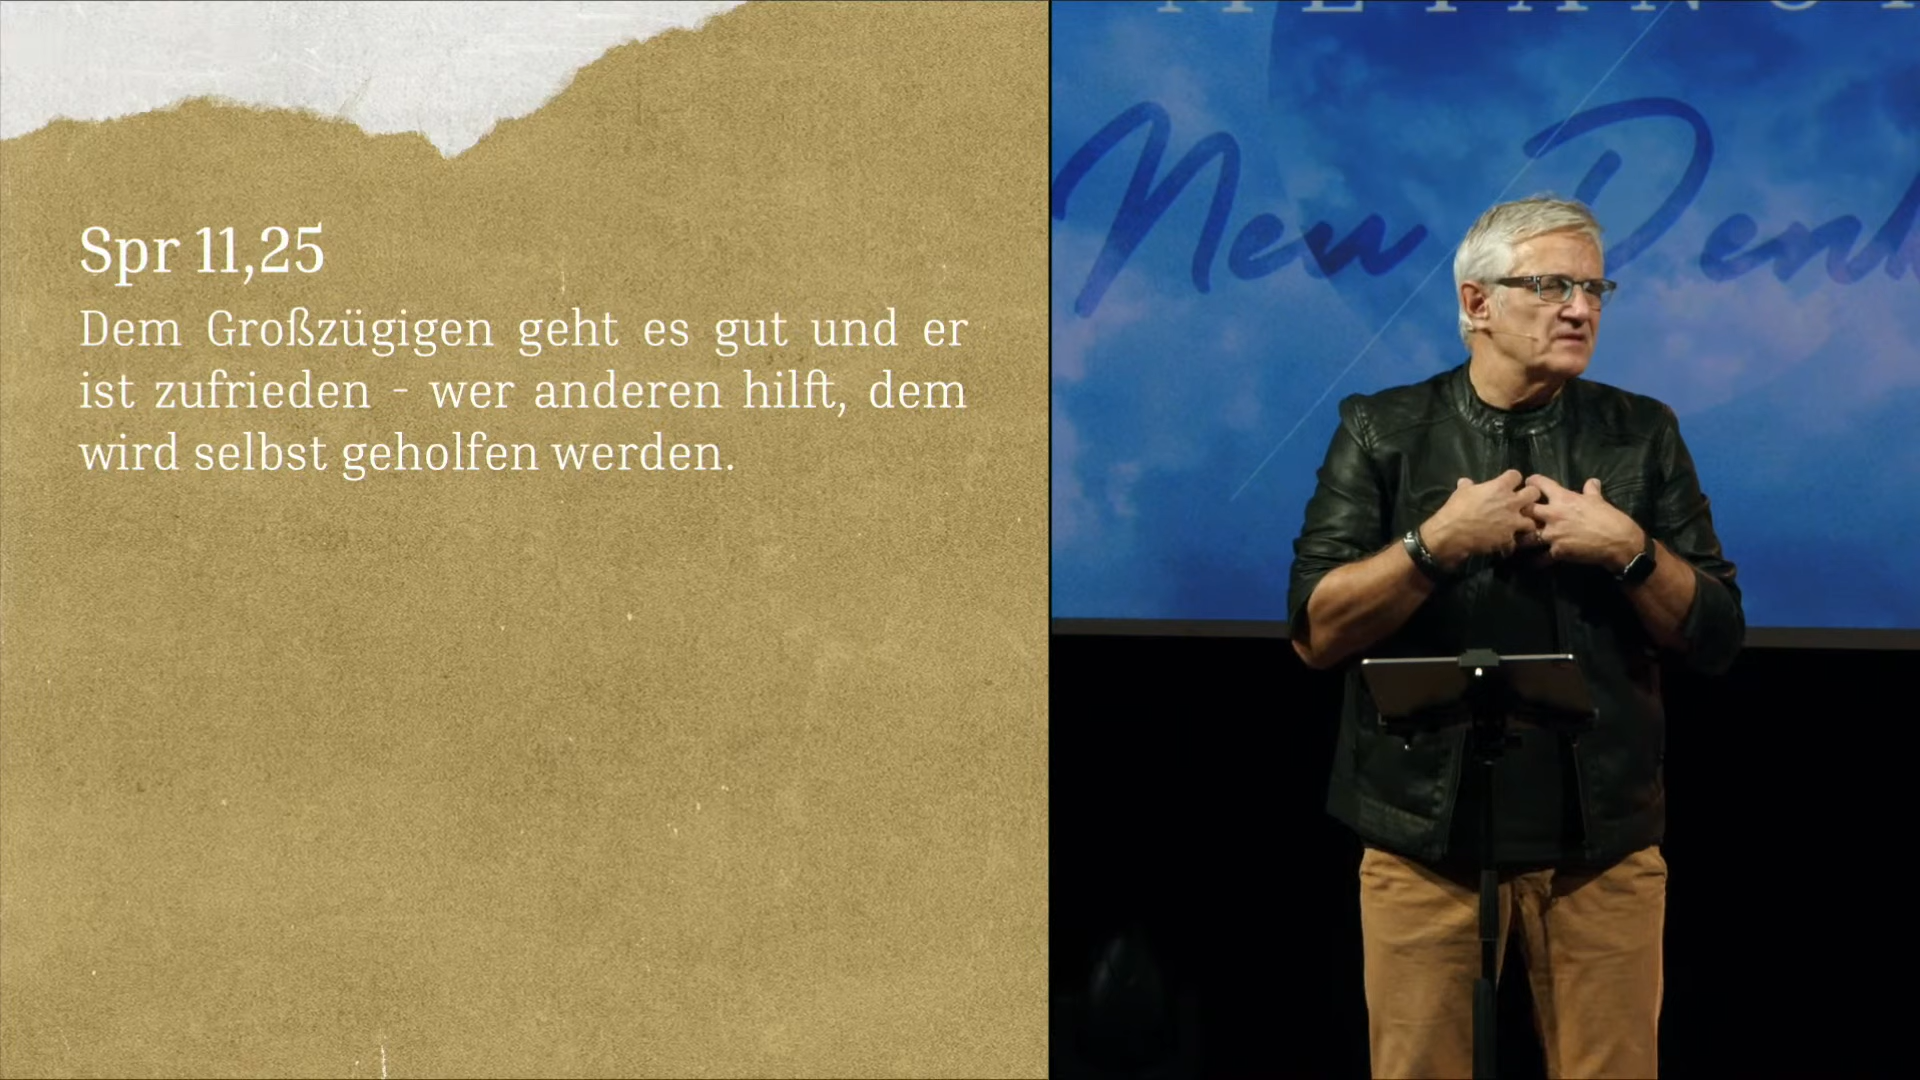 Spr 11,25
Dem Großzügigen geht es gut und er
ist zufrieden - wer anderen hilft, dem
wird selbst geholfen werden.
New